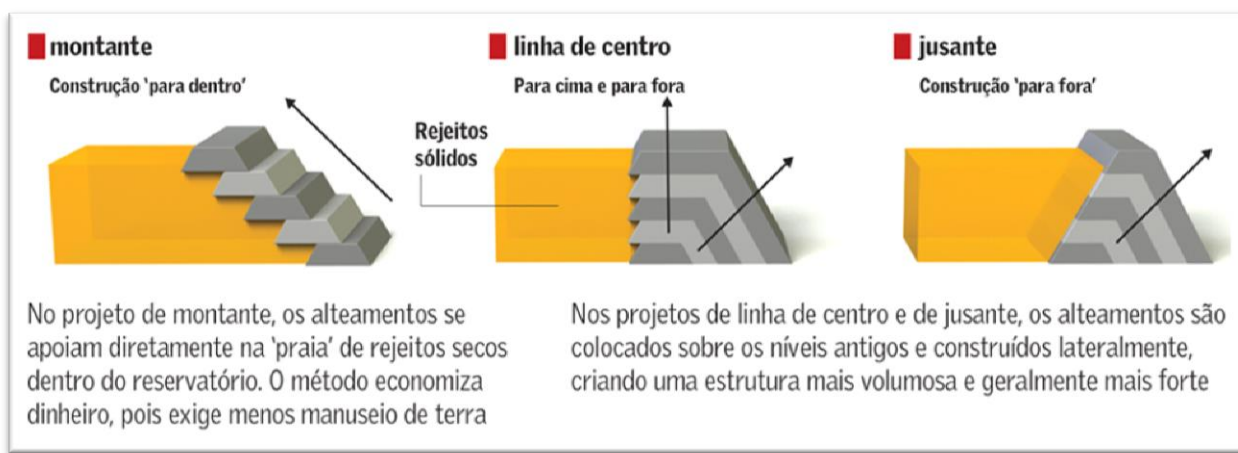 montante
Construção 'para dentro'
linha de centro
Para cima e para fora
Rejeitos
sólidos
jusante
Construção 'para fora'
No projeto de montante, os alteamentos se
apoiam diretamente na 'praia' de rejeitos secos
dentro do reservatório. O método economiza
dinheiro, pois exige menos manuseio de terra
Nos projetos de linha de centro e de jusante, os alteamentos são
colocados sobre os níveis antigos e construídos lateralmente,
criando uma estrutura mais volumosa e geralmente mais forte